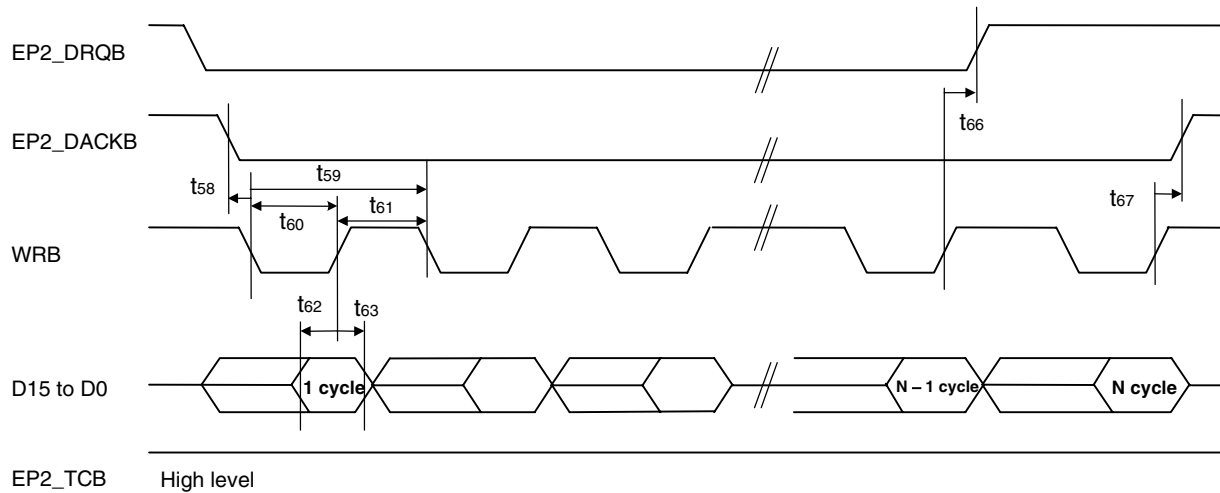 EP2_DRQB
t66
EP2_DACKB
t58
t59
t67
t60
t61
WRB
t62
t63
D15 to D0
1 cycle
N – 1 cycle
N cycle
EP2_TCB
High level